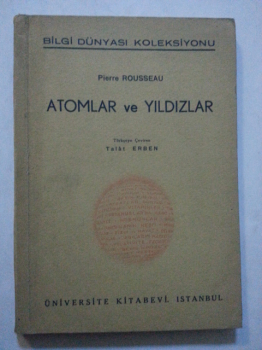 BİLGİ DÜNYASI KOLEKSİYONU
Pierre ROUSSEAU
ATOMLAR ve YILDIZLAR
Türkçeye Çeviren
Talât ERBEN
ÜNİVERSİTE KİTABEVİ. İSTANBUL